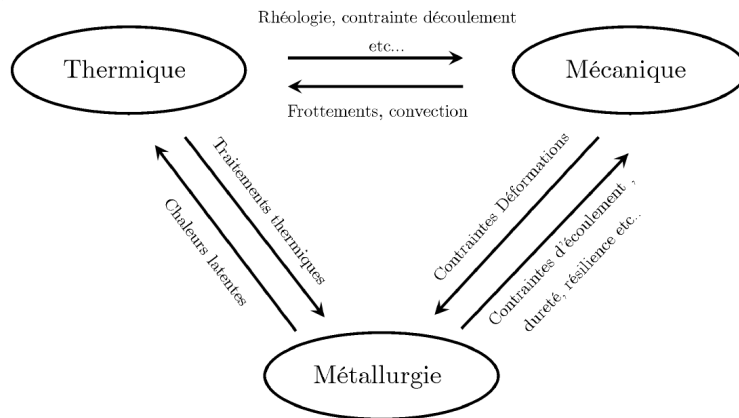 Rhéologie, contrainte découlement
etc...
Thermique
Mécanique
Frottements, convection
Traitements thermiques
Chaleurs latentes
Contraintes Déformations
Contraintes d'écoulement ,
dureté, résilience etc...
Métallurgie